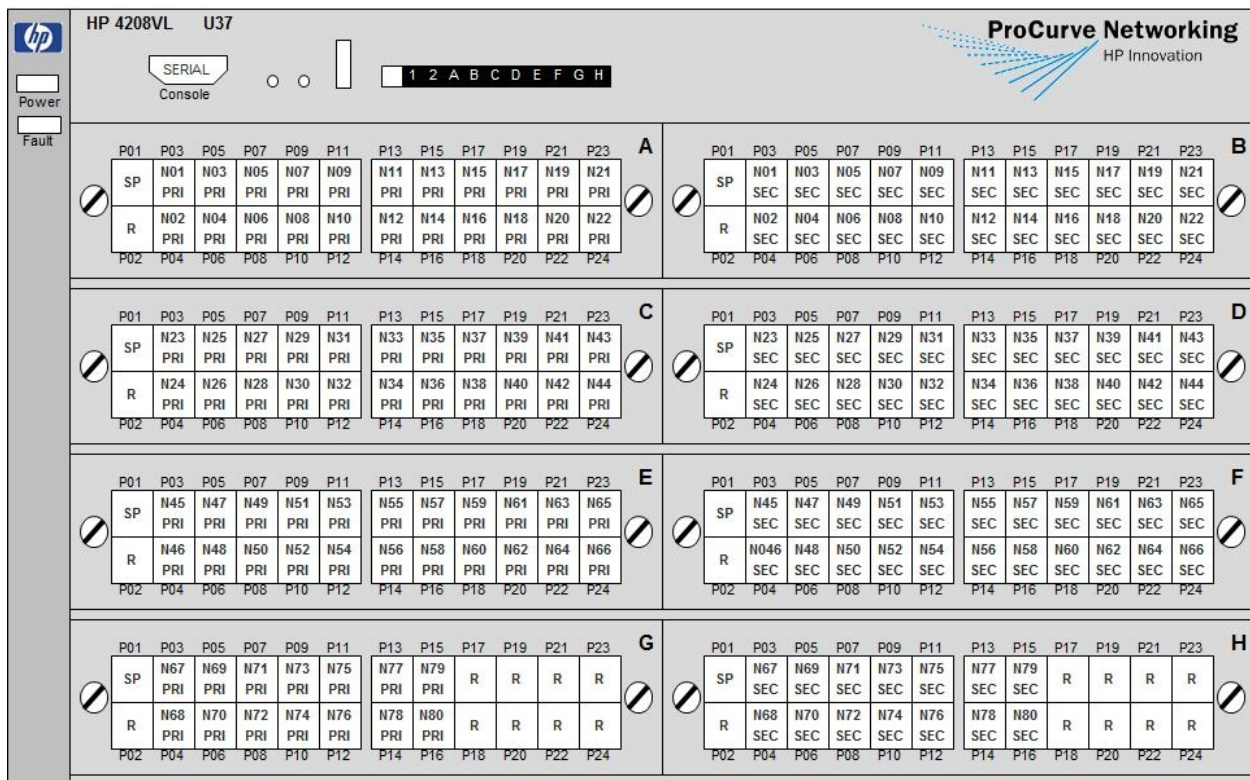 hp
HP 4208VL U37
ProCurve Networking
HP Innovation
SERIAL
Console
1 2 A B C D E F G H
Power
Fault
A
P01 P03 P05 P07 P09 P11 P13 P15 P17 P19 P21 P23
SP N01 N03 N05 N07 N09 N11 N13 N15 N17 N19 N21
PRI PRI PRI PRI PRI PRI PRI PRI PRI PRI PRI
R N02 N04 N06 N08 N10 N12 N14 N16 N18 N20 N22
PRI PRI PRI PRI PRI PRI PRI PRI PRI PRI PRI
P02 P04 P06 P08 P10 P12 P14 P16 P18 P20 P22 P24
B
P01 P03 P05 P07 P09 P11 P13 P15 P17 P19 P21 P23
SP N01 N03 N05 N07 N09 N11 N13 N15 N17 N19 N21
SEC SEC SEC SEC SEC SEC SEC SEC SEC SEC SEC
R N02 N04 N06 N08 N10 N12 N14 N16 N18 N20 N22
SEC SEC SEC SEC SEC SEC SEC SEC SEC SEC SEC
P02 P04 P06 P08 P10 P12 P14 P16 P18 P20 P22 P24
C
P01 P03 P05 P07 P09 P11 P13 P15 P17 P19 P21 P23
SP N23 N25 N27 N29 N31 N33 N35 N37 N39 N41 N43
PRI PRI PRI PRI PRI PRI PRI PRI PRI PRI PRI
R N24 N26 N28 N30 N32 N34 N36 N38 N40 N42 N44
PRI PRI PRI PRI PRI PRI PRI PRI PRI PRI PRI
P02 P04 P06 P08 P10 P12 P14 P16 P18 P20 P22 P24
D
P01 P03 P05 P07 P09 P11 P13 P15 P17 P19 P21 P23
SP N23 N25 N27 N29 N31 N33 N35 N37 N39 N41 N43
SEC SEC SEC SEC SEC SEC SEC SEC SEC SEC SEC
R N24 N26 N28 N30 N32 N34 N36 N38 N40 N42 N44
SEC SEC SEC SEC SEC SEC SEC SEC SEC SEC SEC
P02 P04 P06 P08 P10 P12 P14 P16 P18 P20 P22 P24
E
P01 P03 P05 P07 P09 P11 P13 P15 P17 P19 P21 P23
SP N45 N47 N49 N51 N53 N55 N57 N59 N61 N63 N65
PRI PRI PRI PRI PRI PRI PRI PRI PRI PRI PRI
R N46 N48 N50 N52 N54 N56 N58 N60 N62 N64 N66
PRI PRI PRI PRI PRI PRI PRI PRI PRI PRI PRI
P02 P04 P06 P08 P10 P12 P14 P16 P18 P20 P22 P24
F
P01 P03 P05 P07 P09 P11 P13 P15 P17 P19 P21 P23
SP N45 N47 N49 N51 N53 N55 N57 N59 N61 N63 N65
SEC SEC SEC SEC SEC SEC SEC SEC SEC SEC SEC
R N046 N48 N50 N52 N54 N56 N58 N60 N62 N64 N66
SEC SEC SEC SEC SEC SEC SEC SEC SEC SEC SEC
P02 P04 P06 P08 P10 P12 P14 P16 P18 P20 P22 P24
G
P01 P03 P05 P07 P09 P11 P13 P15 P17 P19 P21 P23
SP N67 N69 N71 N73 N75 N77 N79 R R R R
PRI PRI PRI PRI PRI PRI PRI
R N68 N70 N72 N74 N76 N78 N80 R R R R
PRI PRI PRI PRI PRI PRI PRI
P02 P04 P06 P08 P10 P12 P14 P16 P18 P20 P22 P24
H
P01 P03 P05 P07 P09 P11 P13 P15 P17 P19 P21 P23
SP N67 N69 N71 N73 N75 N77 N79 R R R R
SEC SEC SEC SEC SEC SEC SEC
R N68 N70 N72 N74 N76 N78 N80 R R R R
SEC SEC SEC SEC SEC SEC SEC
P02 P04 P06 P08 P10 P12 P14 P16 P18 P20 P22 P24